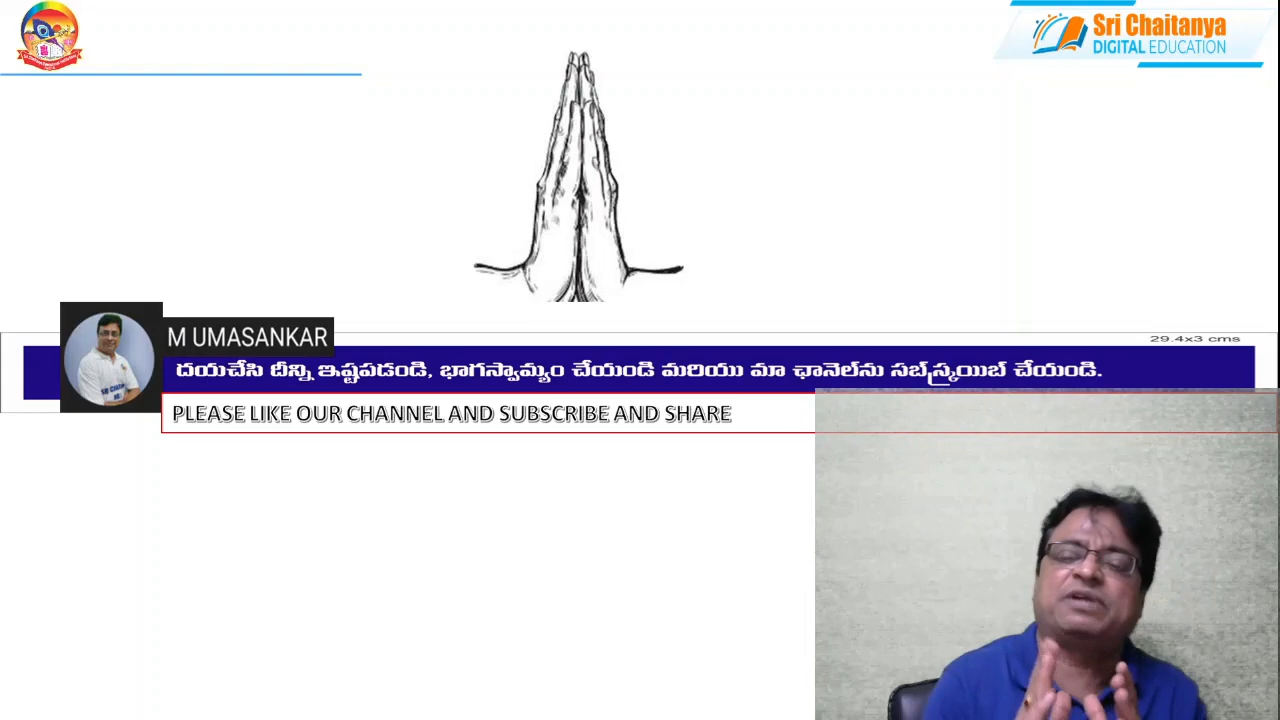 Sri Chaitanya
DIGITAL EDUCATION
M UMASANKAR
29.4x3 cms
దయచేసి దీన్ని ఇష్టపడండి, భాగస్వామ్యం చేయండి మరియు మా ఛానెల్‌ను సబ్‌స్క్రయిబ్ చేయండి.
PLEASE LIKE OUR CHANNEL AND SUBSCRIBE AND SHARE